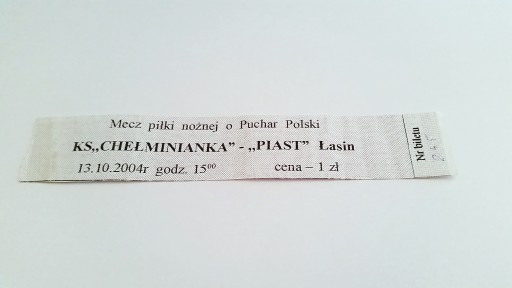 Mecz piłki nożnej o Puchar Polski
KS„CHEŁMINIANKA” - „PIAST” Łasin
13.10.2004r godz. 15⁰⁰ cena – 1 zł
Nr biletu